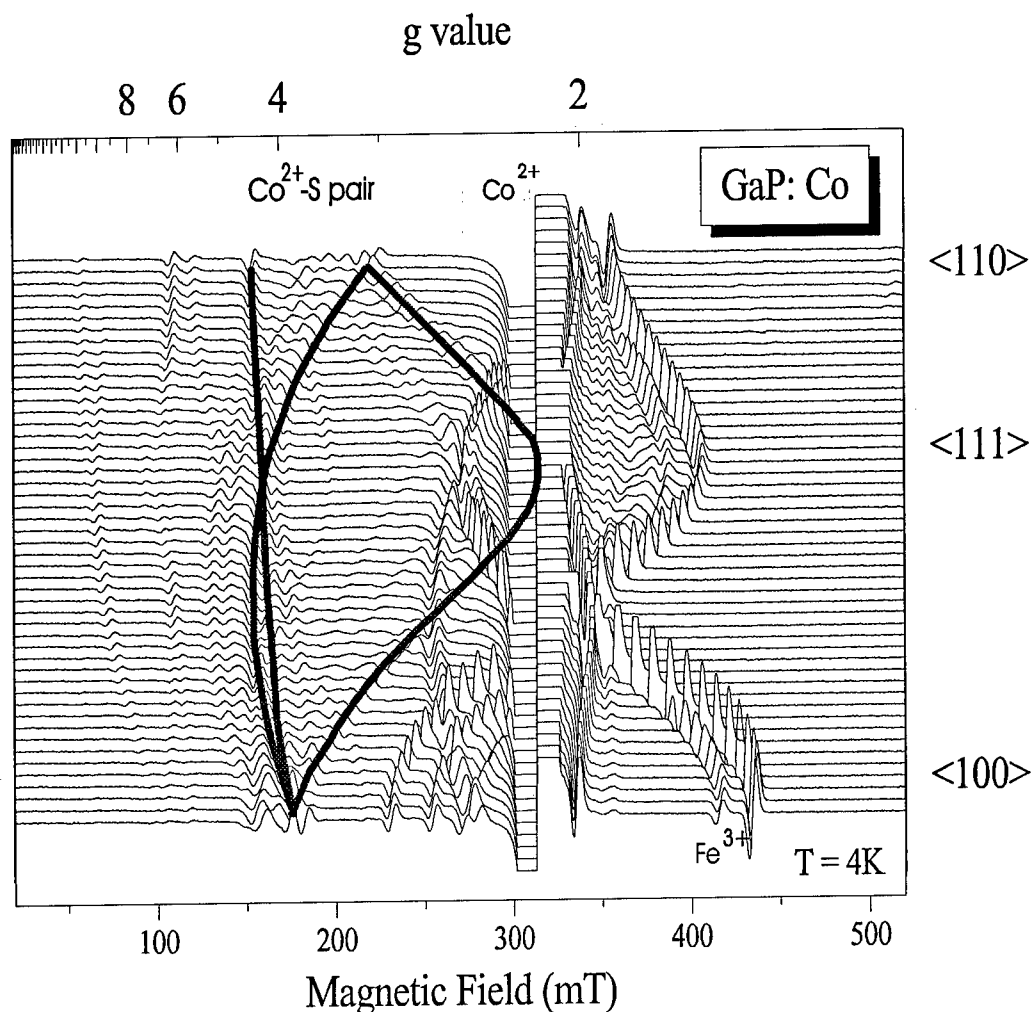 g value
8 6 4 2
Co2+-S pair
Co2+
GaP: Co
<110>
<111>
<100>
Fe3+
T = 4K
100 200 300 400 500
Magnetic Field (mT)